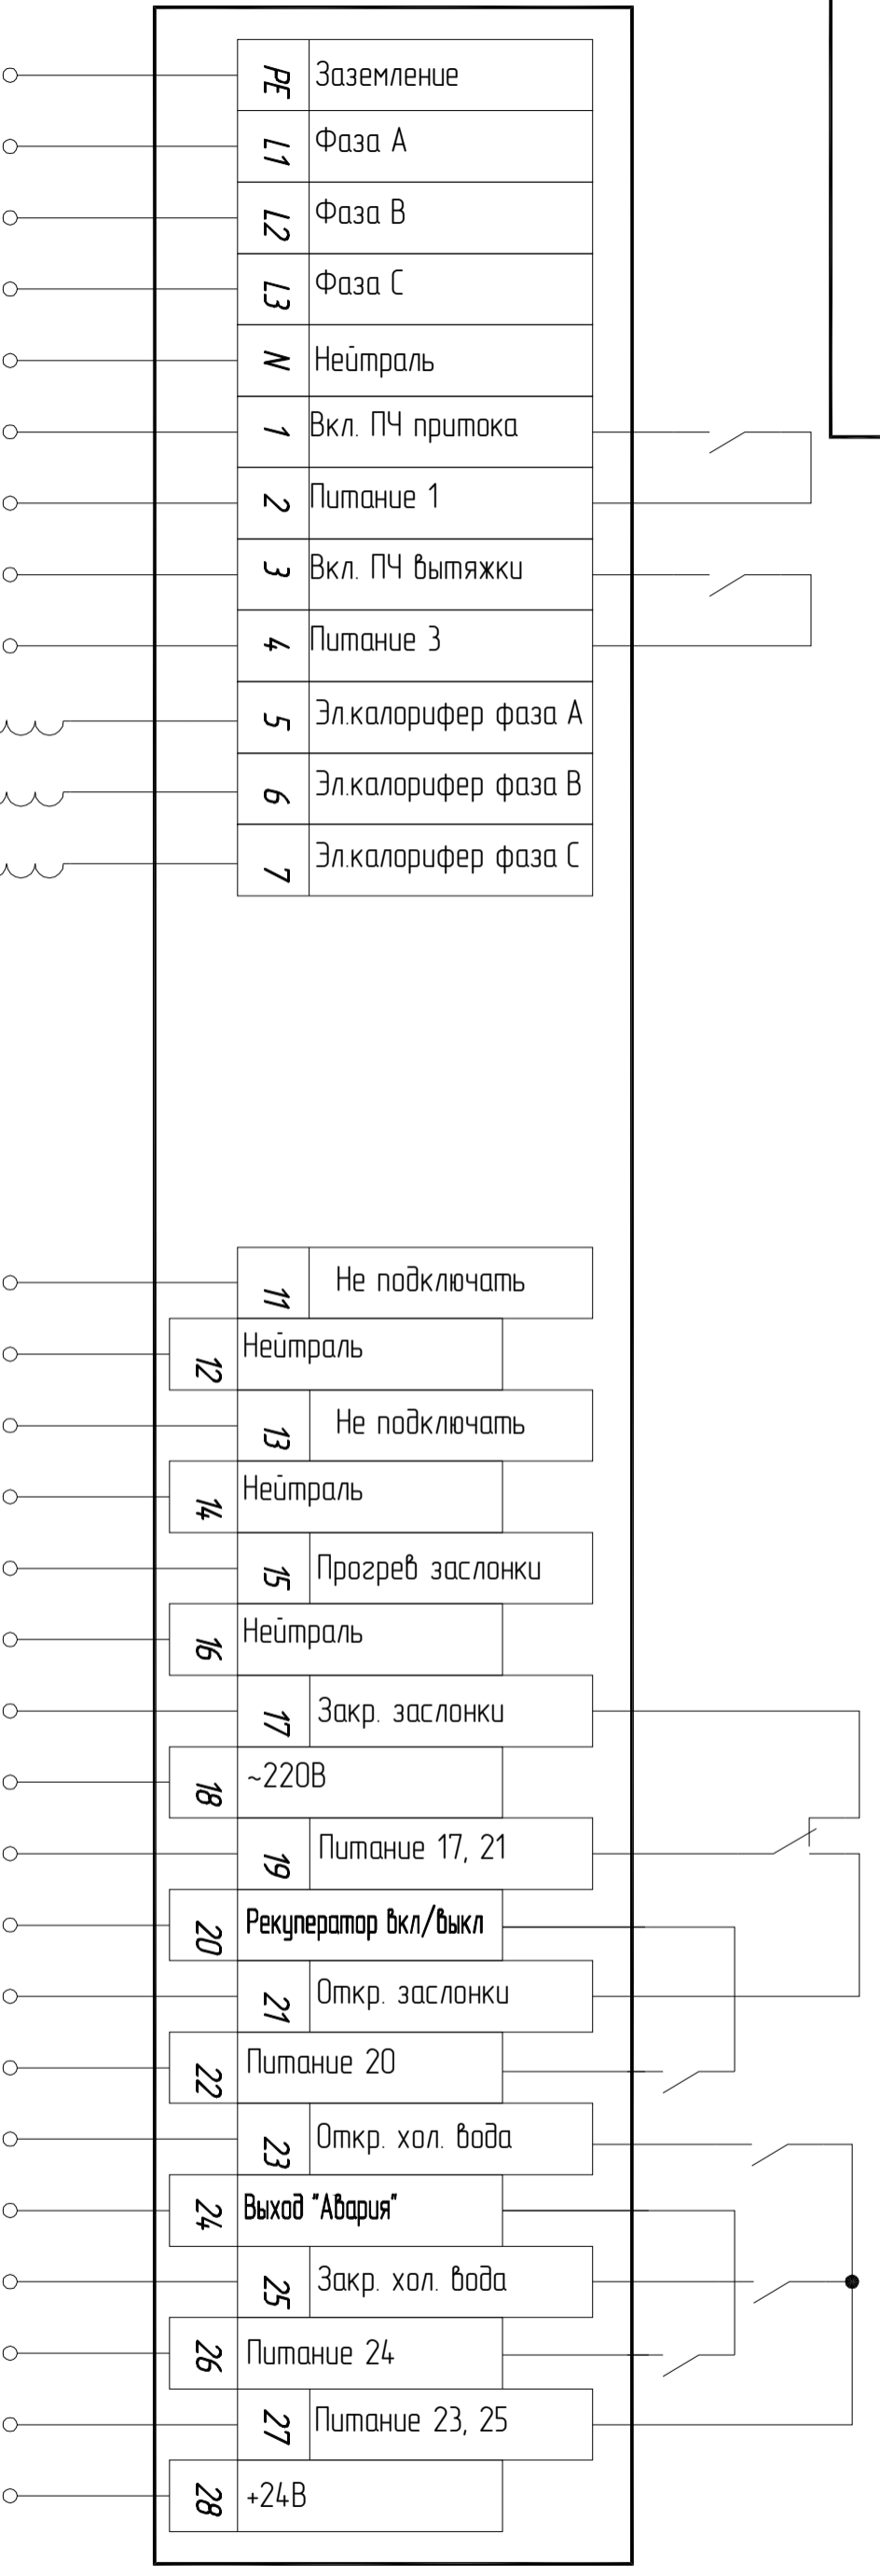 PE Заземление
L1 Фаза А
L2 Фаза В
L3 Фаза С
N Нейтраль
1 Вкл. ПЧ притока
2 Питание 1
3 Вкл. ПЧ вытяжки
4 Питание 3
5 Эл.калорифер фаза А
6 Эл.калорифер фаза В
7 Эл.калорифер фаза С
11 Не подключать
12 Нейтраль
13 Не подключать
14 Нейтраль
15 Прогрев заслонки
16 Нейтраль
17 Закр. заслонки
18 ~220В
19 Питание 17, 21
20 Рекуператор вкл/выкл
21 Откр. заслонки
22 Питание 20
23 Откр. хол. вода
24 Выход "Авария"
25 Закр. хол. вода
26 Питание 24
27 Питание 23, 25
28 +24В